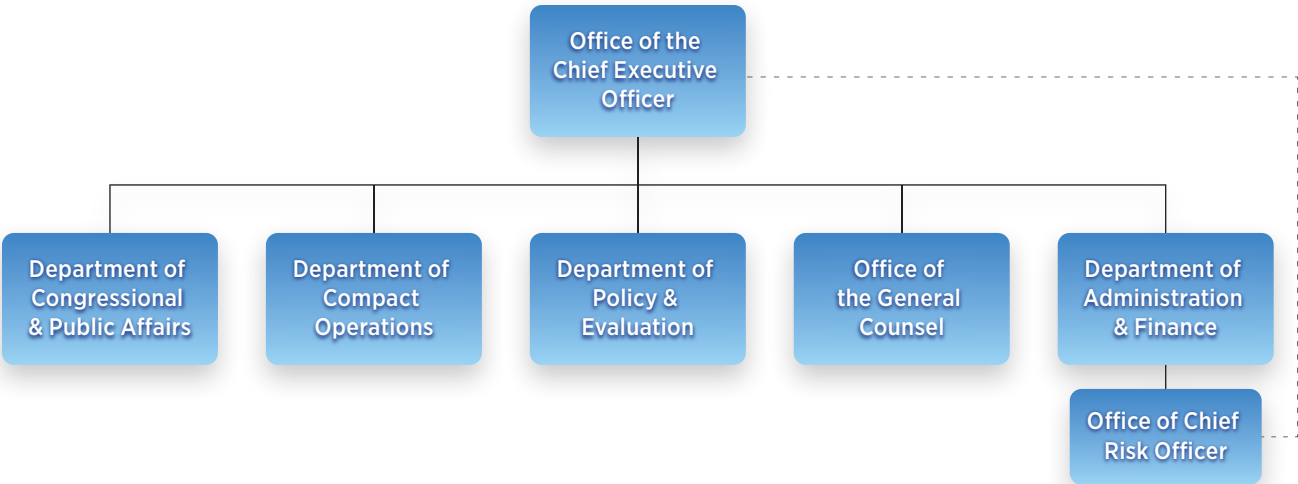 Office of the
Chief Executive
Officer
Department of
Congressional
& Public Affairs
Department of
Compact
Operations
Department of
Policy &
Evaluation
Office of
the General
Counsel
Department of
Administration
& Finance
Office of Chief
Risk Officer